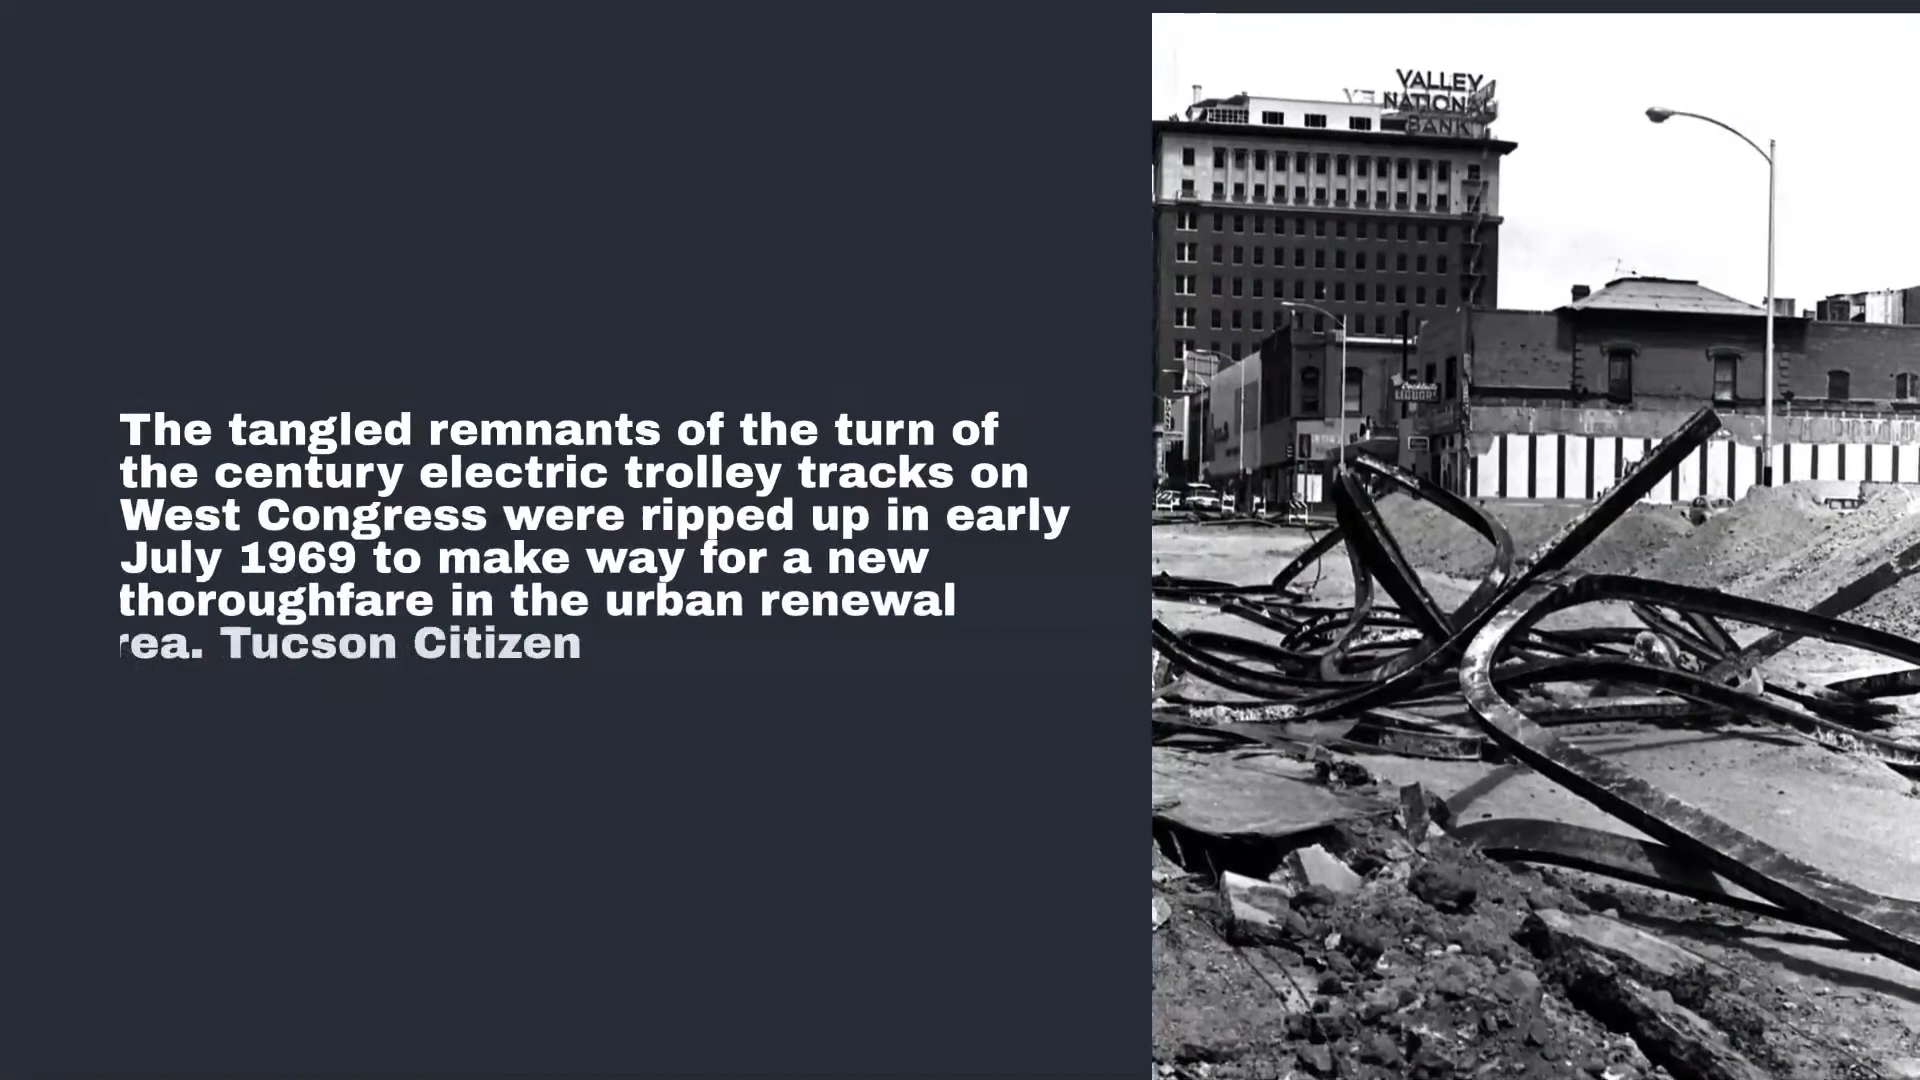 The tangled remnants of the turn of
the century electric trolley tracks on
West Congress were ripped up in early
July 1969 to make way for a new
thoroughfare in the urban renewal
rea. Tucson Citizen
VALLEY
NATIONAL
BANK
Cocktails
LIQUORS